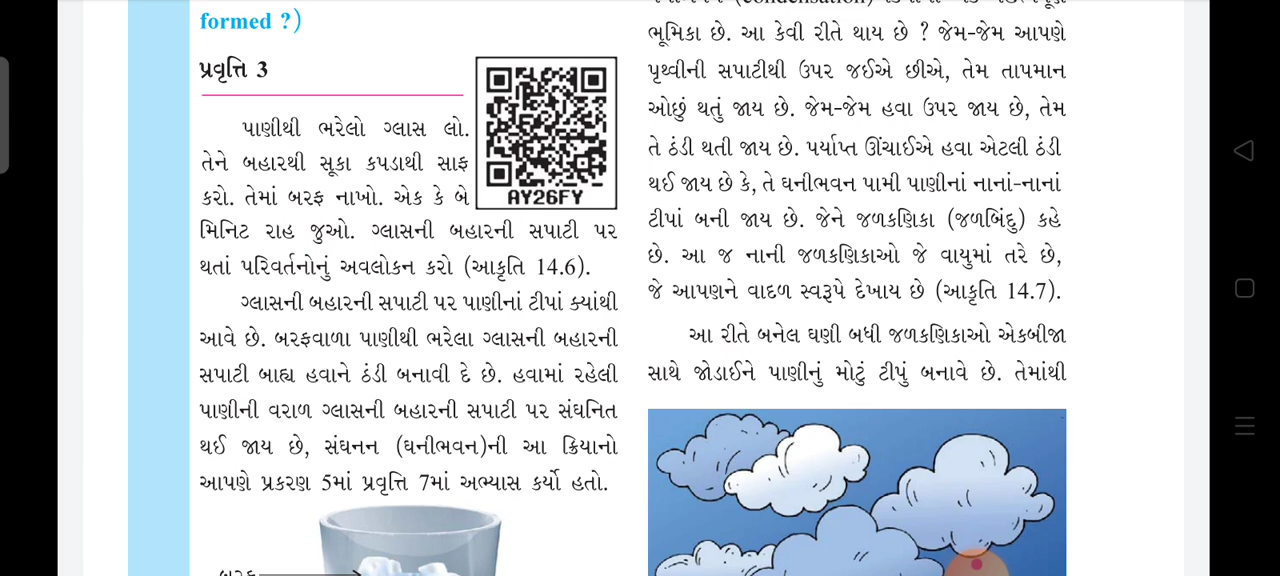 formed ?)
પ્રવૃત્તિ 3
પાણીથી ભરેલો ગ્લાસ લો.
તેને બહારથી સૂકા કપડાથી સાફ
કરો. તેમાં બરફ નાખો. એક કે બે
AY26FY
મિનિટ રાહ જુઓ. ગ્લાસની બહારની સપાટી પર
થતાં પરિવર્તનોનું અવલોકન કરો (આકૃતિ 14.6).
ગ્લાસની બહારની સપાટી પર પાણીનાં ટીપાં ક્યાંથી
આવે છે. બરફવાળા પાણીથી ભરેલા ગ્લાસની બહારની
સપાટી બાહ્ય હવાને ઠંડી બનાવી દે છે. હવામાં રહેલી
પાણીની વરાળ ગ્લાસની બહારની સપાટી પર સંઘનિત
થઈ જાય છે, સંઘનન (ઘનીભવન)ની આ ક્રિયાનો
આપણે પ્રકરણ 5માં પ્રવૃત્તિ 7માં અભ્યાસ કર્યો હતો.
બરફ
(condensation)
ભૂમિકા છે. આ કેવી રીતે થાય છે ? જેમ-જેમ આપણે
પૃથ્વીની સપાટીથી ઉપર જઈએ છીએ, તેમ તાપમાન
ઓછું થતું જાય છે. જેમ-જેમ હવા ઉપર જાય છે, તેમ
તે ઠંડી થતી જાય છે. પર્યાપ્ત ઊંચાઈએ હવા એટલી ઠંડી
થઈ જાય છે કે, તે ઘનીભવન પામી પાણીનાં નાનાં-નાનાં
ટીપાં બની જાય છે. જેને જળકણિકા (જળબિંદુ) કહે
છે. આ જ નાની જળકણિકાઓ જે વાયુમાં તરે છે,
જે આપણને વાદળ સ્વરૂપે દેખાય છે (આકૃતિ 14.7).
આ રીતે બનેલ ઘણી બધી જળકણિકાઓ એકબીજા
સાથે જોડાઈને પાણીનું મોટું ટીપું બનાવે છે. તેમાંથી